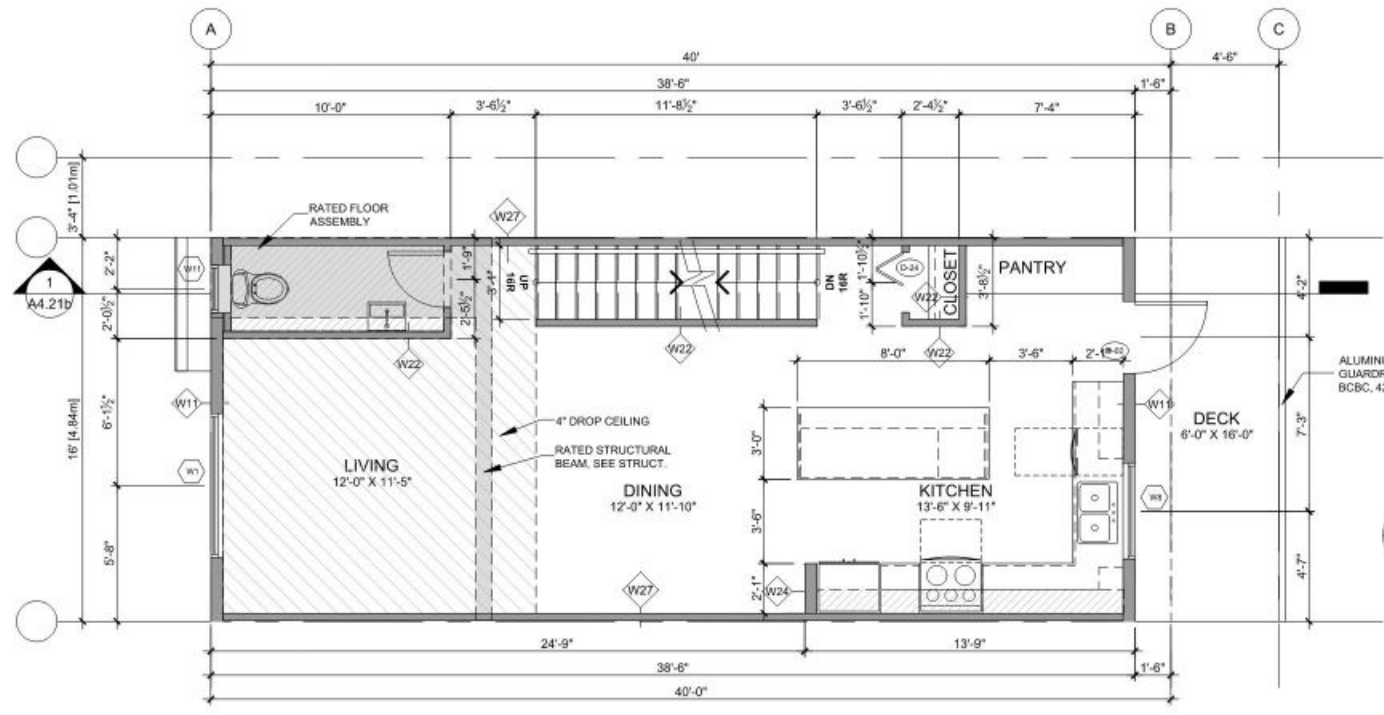 A
B
C
40'
4'-6"
38'-6"
1'-6"
10'-0"
3'-6½"
11'-8½"
3'-6½"
2'-4½"
7'-4"
3'-4" [1.01m]
RATED FLOOR
ASSEMBLY
W27
W11
2'-2"
1'-9"
3'-1"
UP
16R
DN
16R
1'-10½"
D-24
CLOSET
PANTRY
3'-8½"
4'-2"
1
A4.21b
2'-0½"
2'-5½"
W22
1'-10"
W22
W22
W22
8'-0"
3'-6"
2'-1"
ALUMINU
GUARDR
BCBC, 42
W11
W11
6'-1½"
16' [4.84m]
4" DROP CEILING
RATED STRUCTURAL
BEAM, SEE STRUCT.
3'-0"
DECK
6'-0" X 16'-0"
7'-3"
W1
LIVING
12'-0" X 11'-5"
DINING
12'-0" X 11'-10"
KITCHEN
13'-6" X 9'-11"
W8
3'-6"
5'-8"
W27
W24
2'-1"
4'-7"
24'-9"
13'-9"
38'-6"
1'-6"
40'-0"